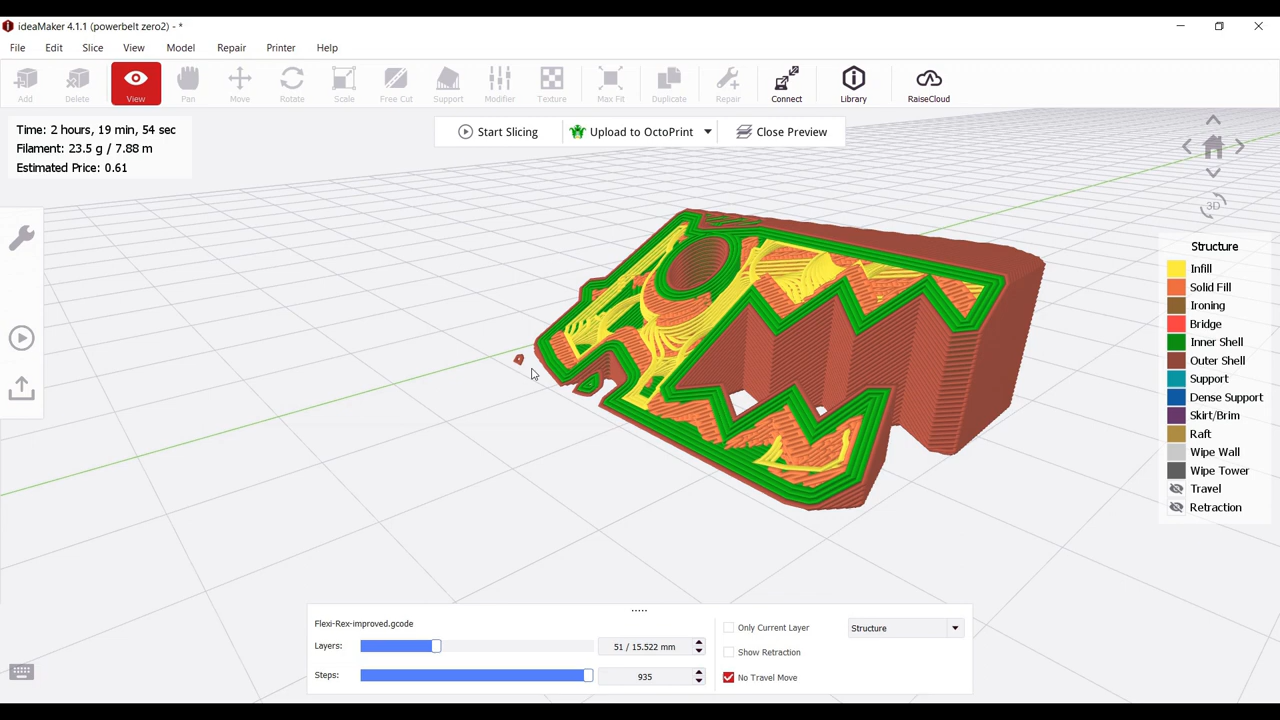 ideaMaker 4.1.1 (powerbelt zero2) - *
File Edit Slice View Model Repair Printer Help
Add Delete View Pan Move Rotate Scale Free Cut Support Modifier Texture Max Fit Duplicate Repair Connect Library RaiseCloud
Time: 2 hours, 19 min, 54 sec
Filament: 23.5 g / 7.88 m
Estimated Price: 0.61
Start Slicing Upload to OctoPrint Close Preview
3D
Structure
Infill
Solid Fill
Ironing
Bridge
Inner Shell
Outer Shell
Support
Dense Support
Skirt/Brim
Raft
Wipe Wall
Wipe Tower
Travel
Retraction
Flexi-Rex-improved.gcode
Layers: 51 / 15.522 mm
Steps: 935
Only Current Layer Structure
Show Retraction
No Travel Move